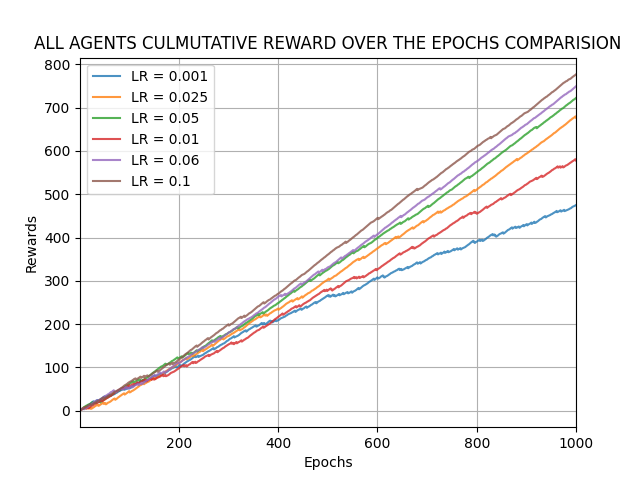 ALL AGENTS CULMUTATIVE REWARD OVER THE EPOCHS COMPARISION
LR = 0.001
LR = 0.025
LR = 0.05
LR = 0.01
LR = 0.06
LR = 0.1
800
700
600
500
400
300
200
100
0
Rewards
200 400 600 800 1000
Epochs